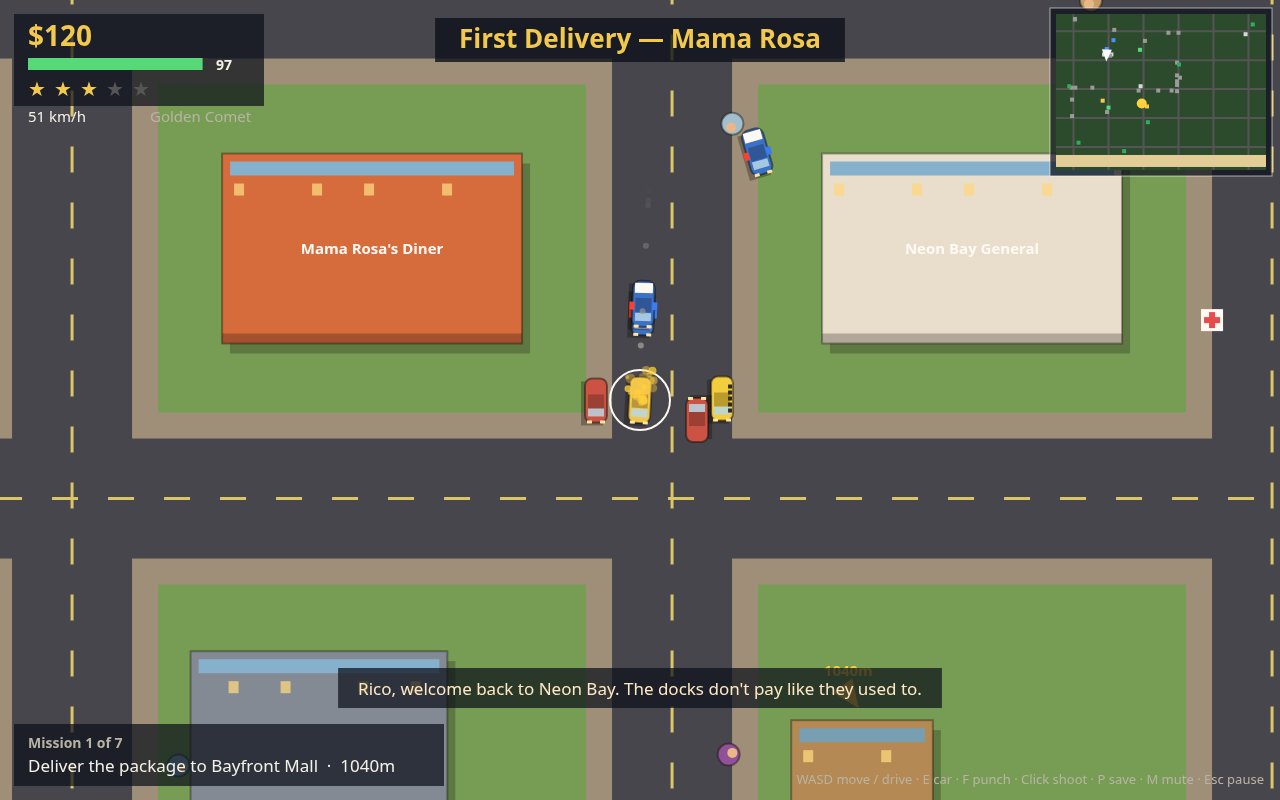 $120
First Delivery — Mama Rosa
97
51 km/h
Golden Comet
Mama Rosa's Diner
Neon Bay General
1040m
Rico, welcome back to Neon Bay. The docks don't pay like they used to.
Mission 1 of 7
Deliver the package to Bayfront Mall · 1040m
WASD move / drive · E car · F punch · Click shoot · P save · M mute · Esc pause